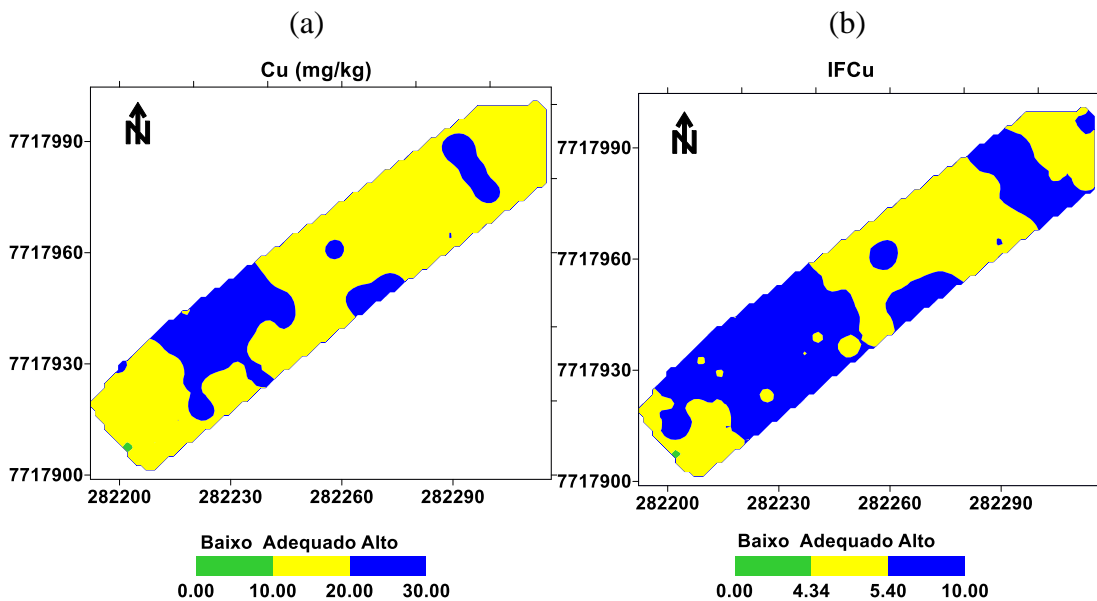 (a)
Cu (mg/kg)
N
7717990
7717960
7717930
7717900
282200 282230 282260 282290
Baixo Adequado Alto
0.00 10.00 20.00 30.00
(b)
IFCu
N
7717990
7717960
7717930
7717900
282200 282230 282260 282290
Baixo Adequado Alto
0.00 4.34 5.40 10.00